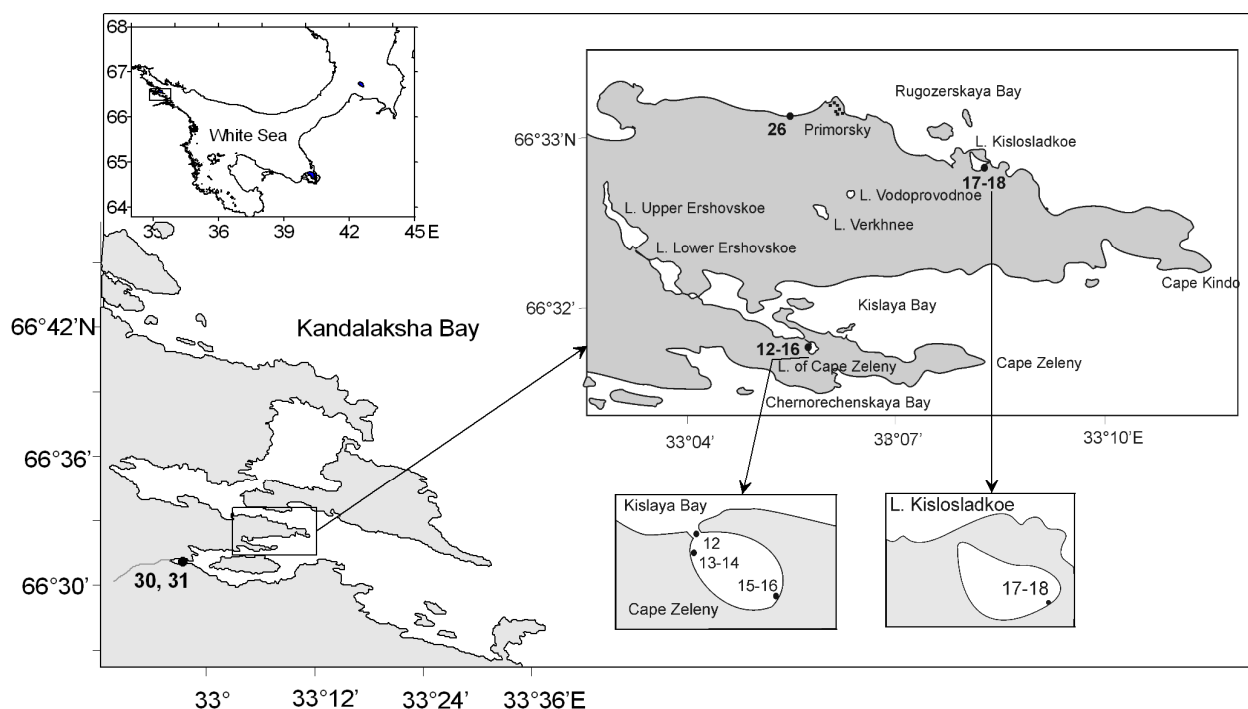 68
67
66
65
64
White Sea
33
36
39
42
45 E
66°42'N
66°36'
66°30'
Kandalaksha Bay
30, 31
33°
33°12'
33°24'
33°36'E
Rugozerskaya Bay
66°33'N
26
Primorsky
L. Kislosladkoe
17-18
L. Vodoprovodnoe
L. Upper Ershovskoe
L. Verkhnee
L. Lower Ershovskoe
Cape Kindo
66°32'
Kislaya Bay
12-16
L. of Cape Zeleny
Cape Zeleny
Chernorechenskaya Bay
33°04'
33°07'
33°10'E
Kislaya Bay
12
13-14
15-16
Cape Zeleny
L. Kislosladkoe
17-18